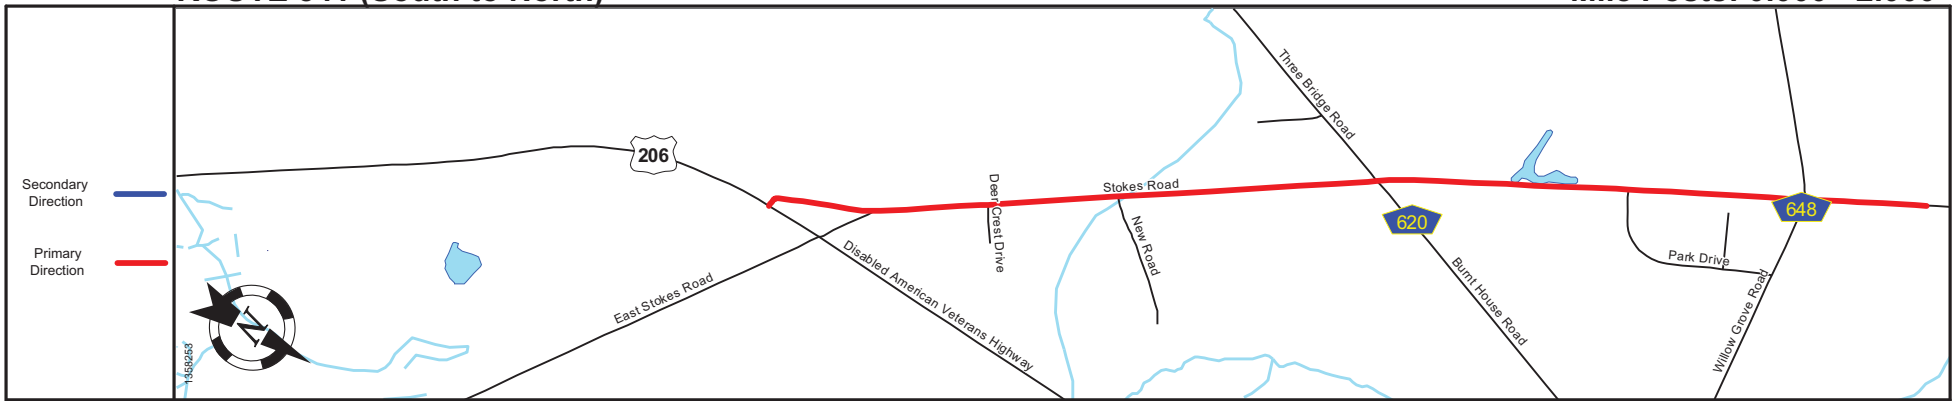 Secondary
Direction
Primary
Direction
206
Three Bridge Road
Stokes Road
Deer Crest Drive
New Road
620
648
Park Drive
Willow Grove Road
Burnt House Road
Disabled American Veterans Highway
East Stokes Road
N
1358253